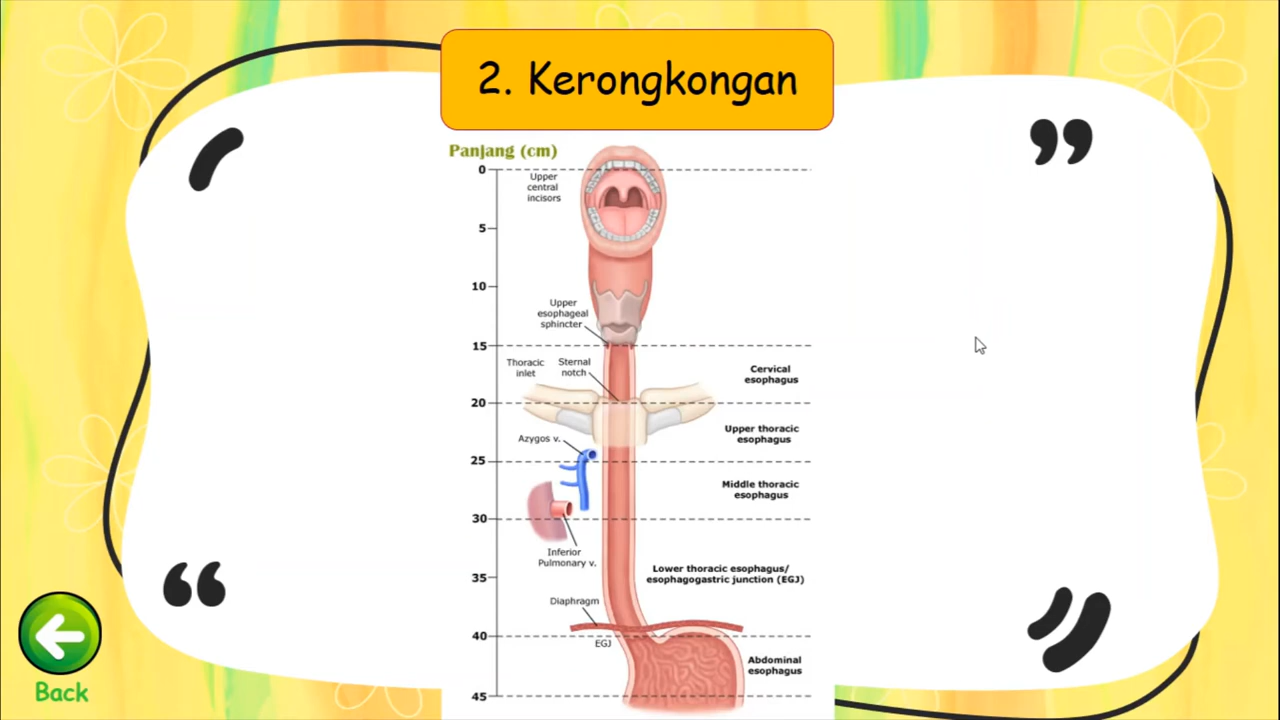 2. Kerongkongan
Panjang (cm)
0
Upper
central
incisors
5
10
Upper
esophageal
sphincter
15
Thoracic
inlet
Sternal
notch
Cervical
esophagus
20
Upper thoracic
esophagus
Azygos v.
25
Middle thoracic
esophagus
30
Inferior
Pulmonary v.
Lower thoracic esophagus/
esophagogastric junction (EGJ)
35
Diaphragm
40
EGJ
Abdominal
esophagus
45
Back